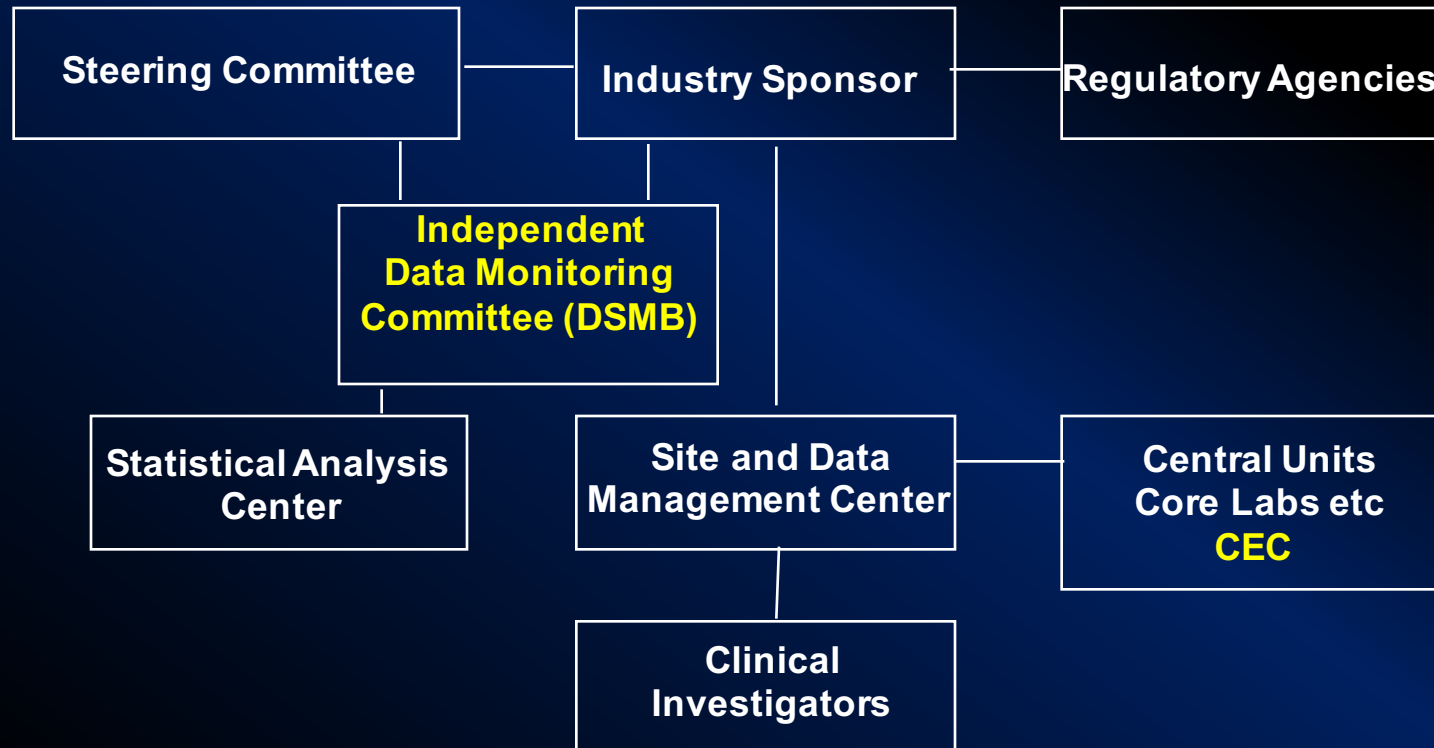 Steering Committee
Industry Sponsor
Regulatory Agencies
Independent
Data Monitoring
Committee (DSMB)
Statistical Analysis
Center
Site and Data
Management Center
Central Units
Core Labs etc
CEC
Clinical
Investigators